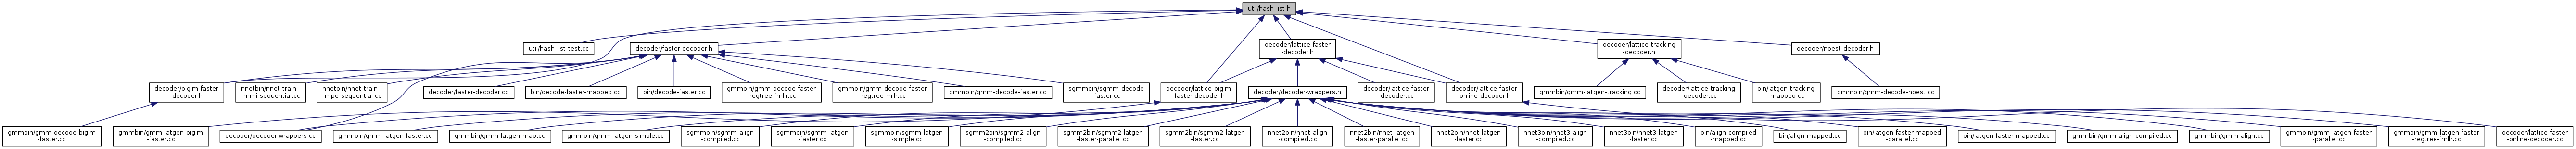 util/hash-list.h
util/hash-list-test.cc
decoder/faster-decoder.h
decoder/lattice-faster
-decoder.h
decoder/lattice-tracking
-decoder.h
decoder/nbest-decoder.h
decoder/biglm-faster
-decoder.h
nnetbin/nnet-train
-mmi-sequential.cc
nnetbin/nnet-train
-mpe-sequential.cc
decoder/faster-decoder.cc
bin/decode-faster-mapped.cc
bin/decode-faster.cc
gmmbin/gmm-decode-faster
-regtree-fmllr.cc
gmmbin/gmm-decode-faster
-regtree-mllr.cc
gmmbin/gmm-decode-faster.cc
sgmmbin/sgmm-decode
-faster.cc
decoder/lattice-biglm
-faster-decoder.h
decoder/decoder-wrappers.h
decoder/lattice-faster
-decoder.cc
decoder/lattice-faster
-online-decoder.h
gmmbin/gmm-latgen-tracking.cc
decoder/lattice-tracking
-decoder.cc
bin/latgen-tracking
-mapped.cc
gmmbin/gmm-decode-nbest.cc
gmmbin/gmm-decode-biglm
-faster.cc
gmmbin/gmm-latgen-biglm
-faster.cc
decoder/decoder-wrappers.cc
gmmbin/gmm-latgen-faster.cc
gmmbin/gmm-latgen-map.cc
gmmbin/gmm-latgen-simple.cc
sgmmbin/sgmm-align
-compiled.cc
sgmmbin/sgmm-latgen
-faster.cc
sgmmbin/sgmm-latgen
-simple.cc
sgmm2bin/sgmm2-align
-compiled.cc
sgmm2bin/sgmm2-latgen
-faster-parallel.cc
sgmm2bin/sgmm2-latgen
-faster.cc
nnet2bin/nnet-align
-compiled.cc
nnet2bin/nnet-latgen
-faster-parallel.cc
nnet2bin/nnet-latgen
-faster.cc
nnet3bin/nnet3-align
-compiled.cc
nnet3bin/nnet3-latgen
-faster.cc
bin/align-compiled
-mapped.cc
bin/align-mapped.cc
bin/latgen-faster-mapped
-parallel.cc
bin/latgen-faster-mapped.cc
gmmbin/gmm-align-compiled.cc
gmmbin/gmm-align.cc
gmmbin/gmm-latgen-faster
-parallel.cc
gmmbin/gmm-latgen-faster
-regtree-fmllr.cc
decoder/lattice-faster
-online-decoder.cc